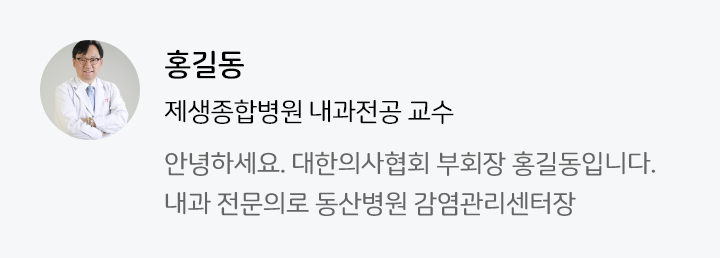 홍길동
제생종합병원 내과전공 교수
안녕하세요. 대한의사협회 부회장 홍길동입니다.
내과 전문의로 동산병원 감염관리센터장